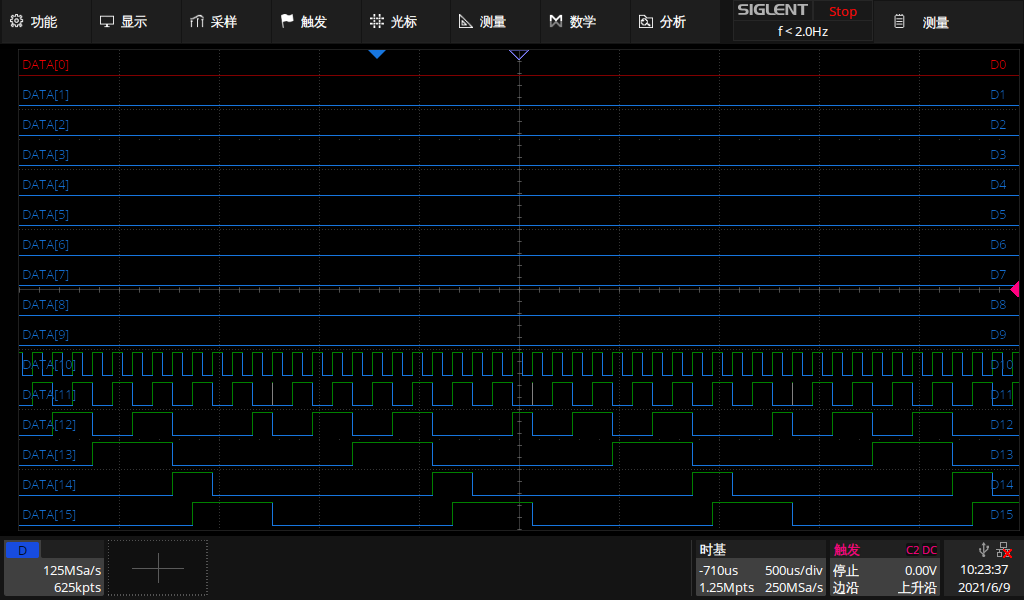 功能 显示 采样 触发 光标 测量 数学 分析 SIGLENT Stop 测量
f < 2.0Hz
DATA[0] D0
DATA[1] D1
DATA[2] D2
DATA[3] D3
DATA[4] D4
DATA[5] D5
DATA[6] D6
DATA[7] D7
DATA[8] D8
DATA[9] D9
DATA[10] D10
DATA[11] D11
DATA[12] D12
DATA[13] D13
DATA[14] D14
DATA[15] D15
D 时基 触发 C2 DC
125MSa/s -710us 500us/div 停止 0.00V 10:23:37
625kpts 1.25Mpts 250MSa/s 边沿 上升沿 2021/6/9